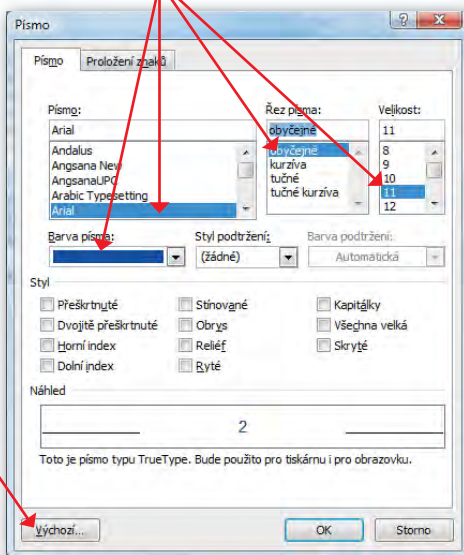 Písmo
Písmo Proložení znaků
Písmo: Řez písma: Velikost:
Arial obyčejné 11
Andalus obyčejné 8
Angsana New kurzíva 9
AngsanaUPC tučné 10
Arabic Typesetting tučné kurzíva 11
Arial 12
Barva písma: Styl podtržení: Barva podtržení:
(žádné) Automatická
Styl
Přeškrtnuté Stínované Kapitálky
Dvojitě přeškrtnuté Obrys Všechna velká
Horní index Reliéf Skryté
Dolní index Ryté
Náhled
2
Toto je písmo typu TrueType. Bude použito pro tiskárnu i pro obrazovku.
Výchozí... OK Storno